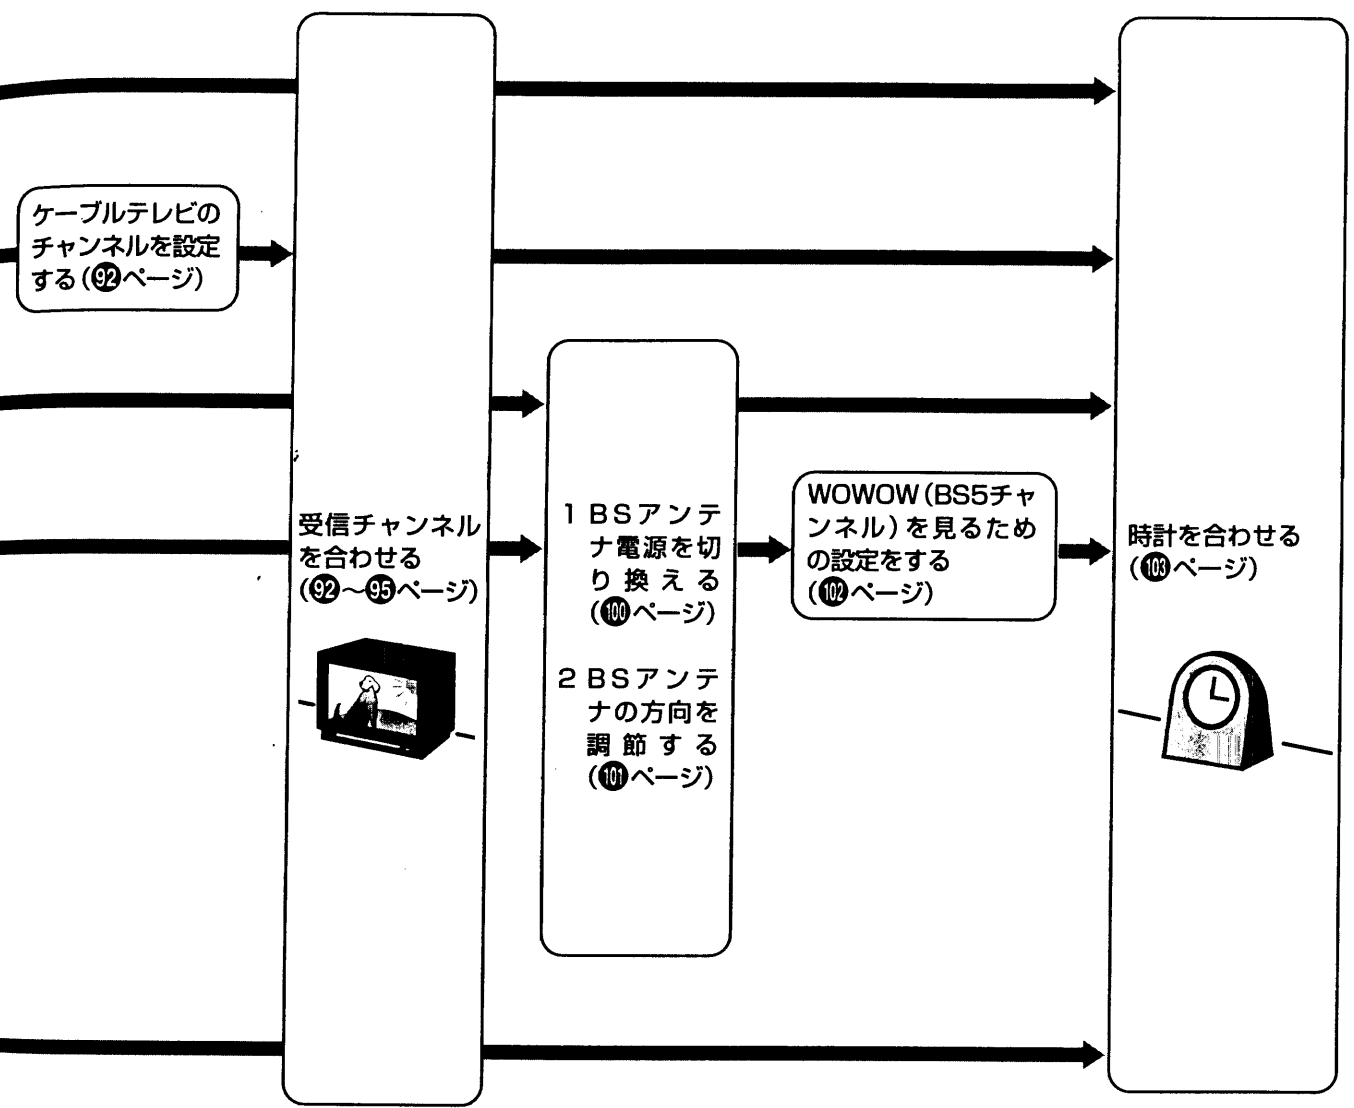 ケーブルテレビの
チャンネルを設定
する(92ページ)
受信チャンネル
を合わせる
(92～95ページ)
1 BSアンテ
ナ電源を切
り換える
(100ページ)
2 BSアンテ
ナの方向を
調節する
(101ページ)
WOWOW(BS5チャ
ンネル)を見るため
の設定をする
(102ページ)
時計を合わせる
(103ページ)